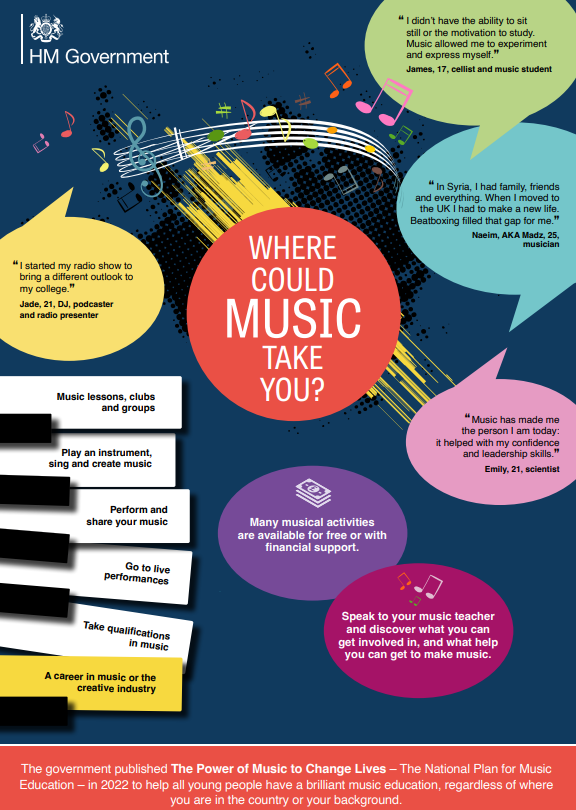 HM Government
“ I didn’t have the ability to sit
still or the motivation to study.
Music allowed me to experiment
and express myself.”
James, 17, cellist and music student
“ In Syria, I had family, friends
and everything. When I moved to
the UK I had to make a new life.
Beatboxing filled that gap for me.”
Naeim, AKA Madz, 25,
musician
“ I started my radio show to
bring a different outlook to
my college.”
Jade, 21, DJ, podcaster
and radio presenter
WHERE
COULD
MUSIC
TAKE
YOU?
“ Music has made me
the person I am today:
it helped with my confidence
and leadership skills.”
Emily, 21, scientist
Music lessons, clubs
and groups
Play an instrument,
sing and create music
Perform and
share your music
Go to live
performances
Take qualifications
in music
A career in music or the
creative industry
Many musical activities
are available for free or with
financial support.
Speak to your music teacher
and discover what you can
get involved in, and what help
you can get to make music.
The government published The Power of Music to Change Lives – The National Plan for Music
Education – in 2022 to help all young people have a brilliant music education, regardless of where
you are in the country or your background.